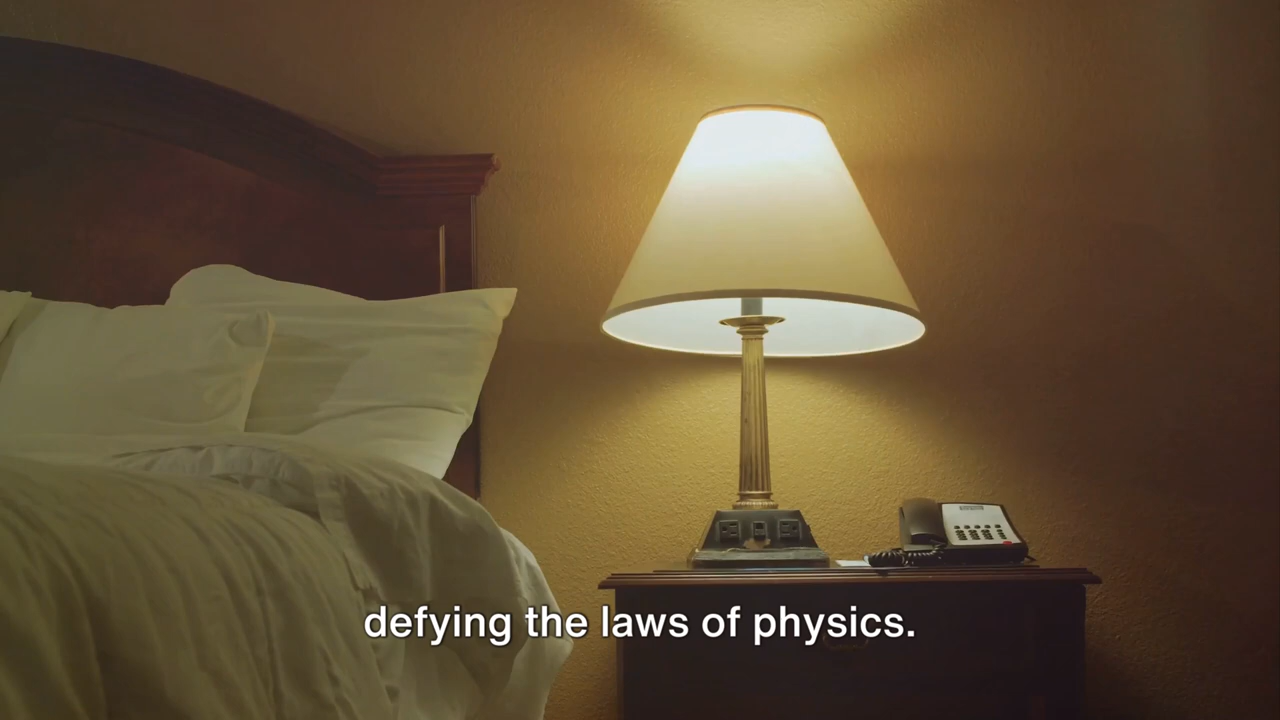 defying the laws of physics.